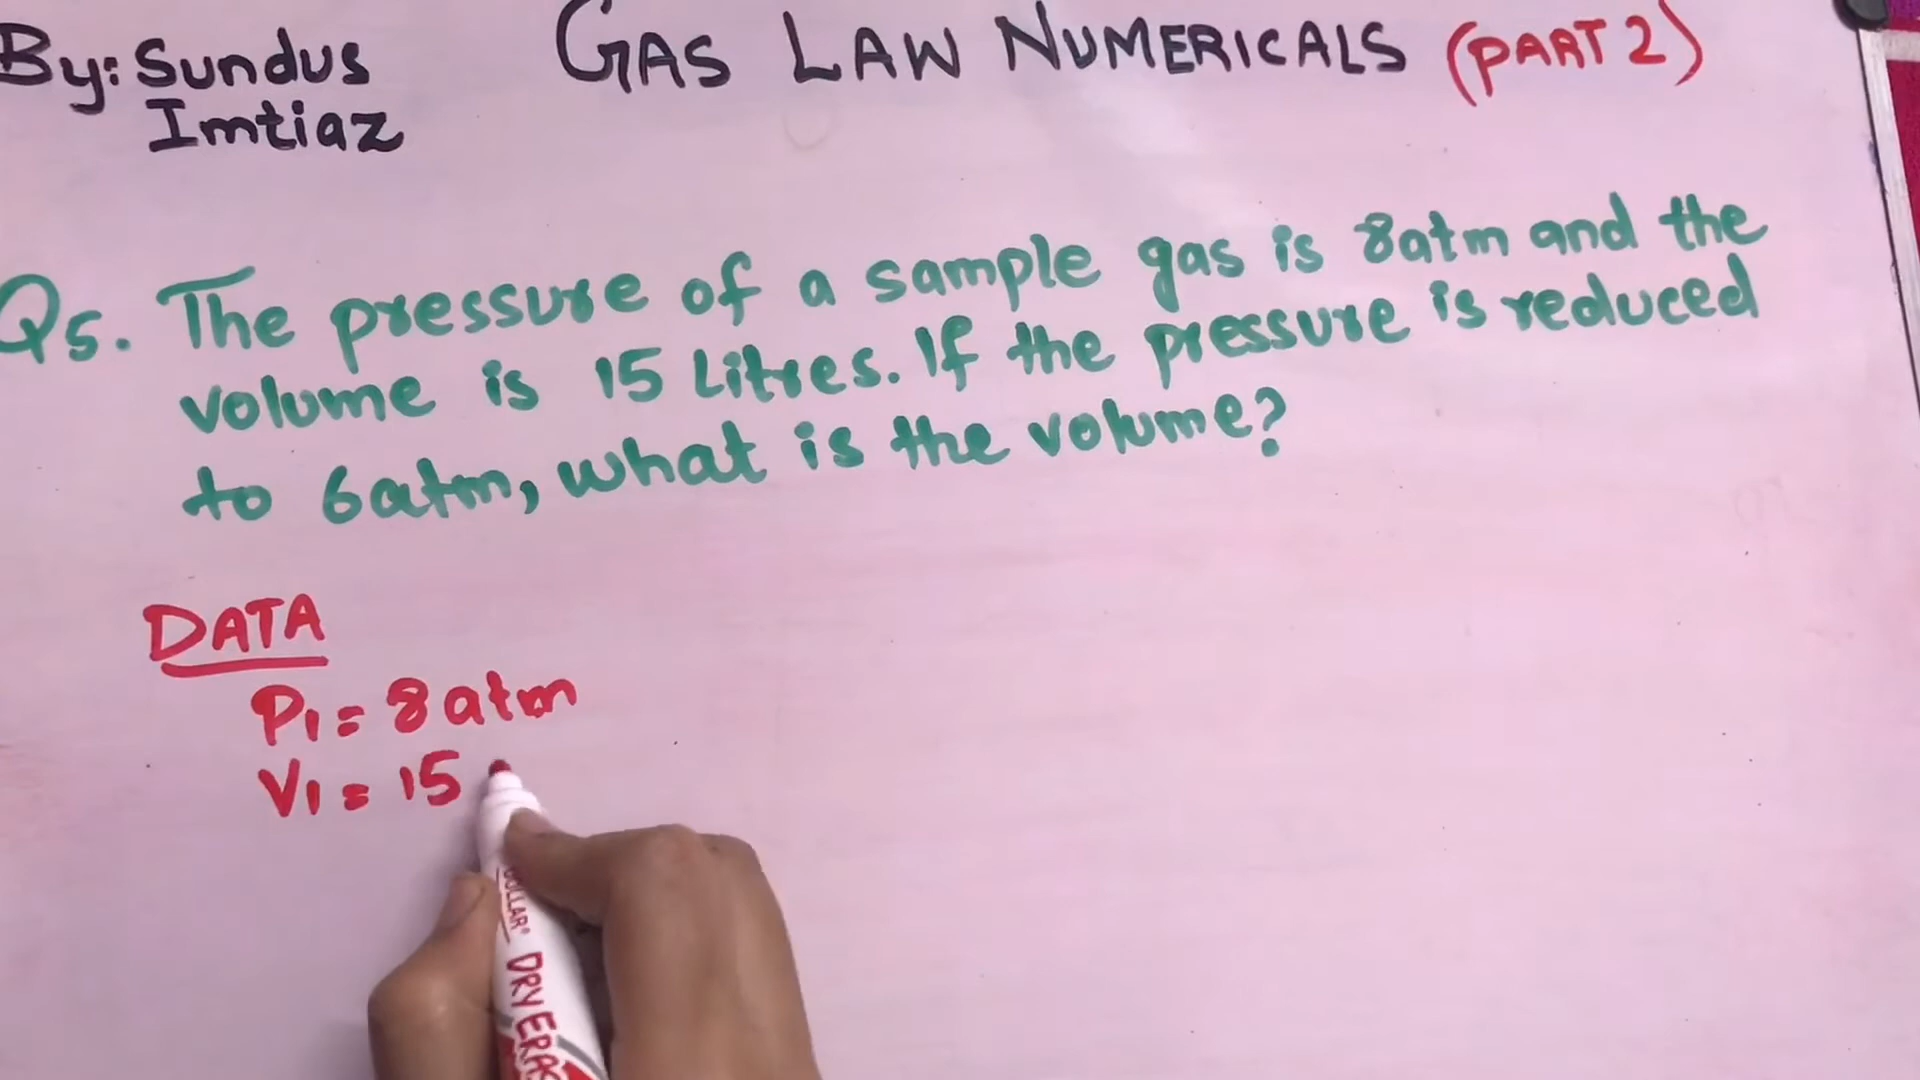 By: Sundus
Imtiaz
GAS LAW NUMERICALS (PART 2)
Q5. The pressure of a sample gas is 8atm and the
volume is 15 Litres. If the pressure is reduced
to 6atm, what is the volume?
DATA
P1 = 8 atm
V1 = 15
DOLLAR®
DRY ERAS